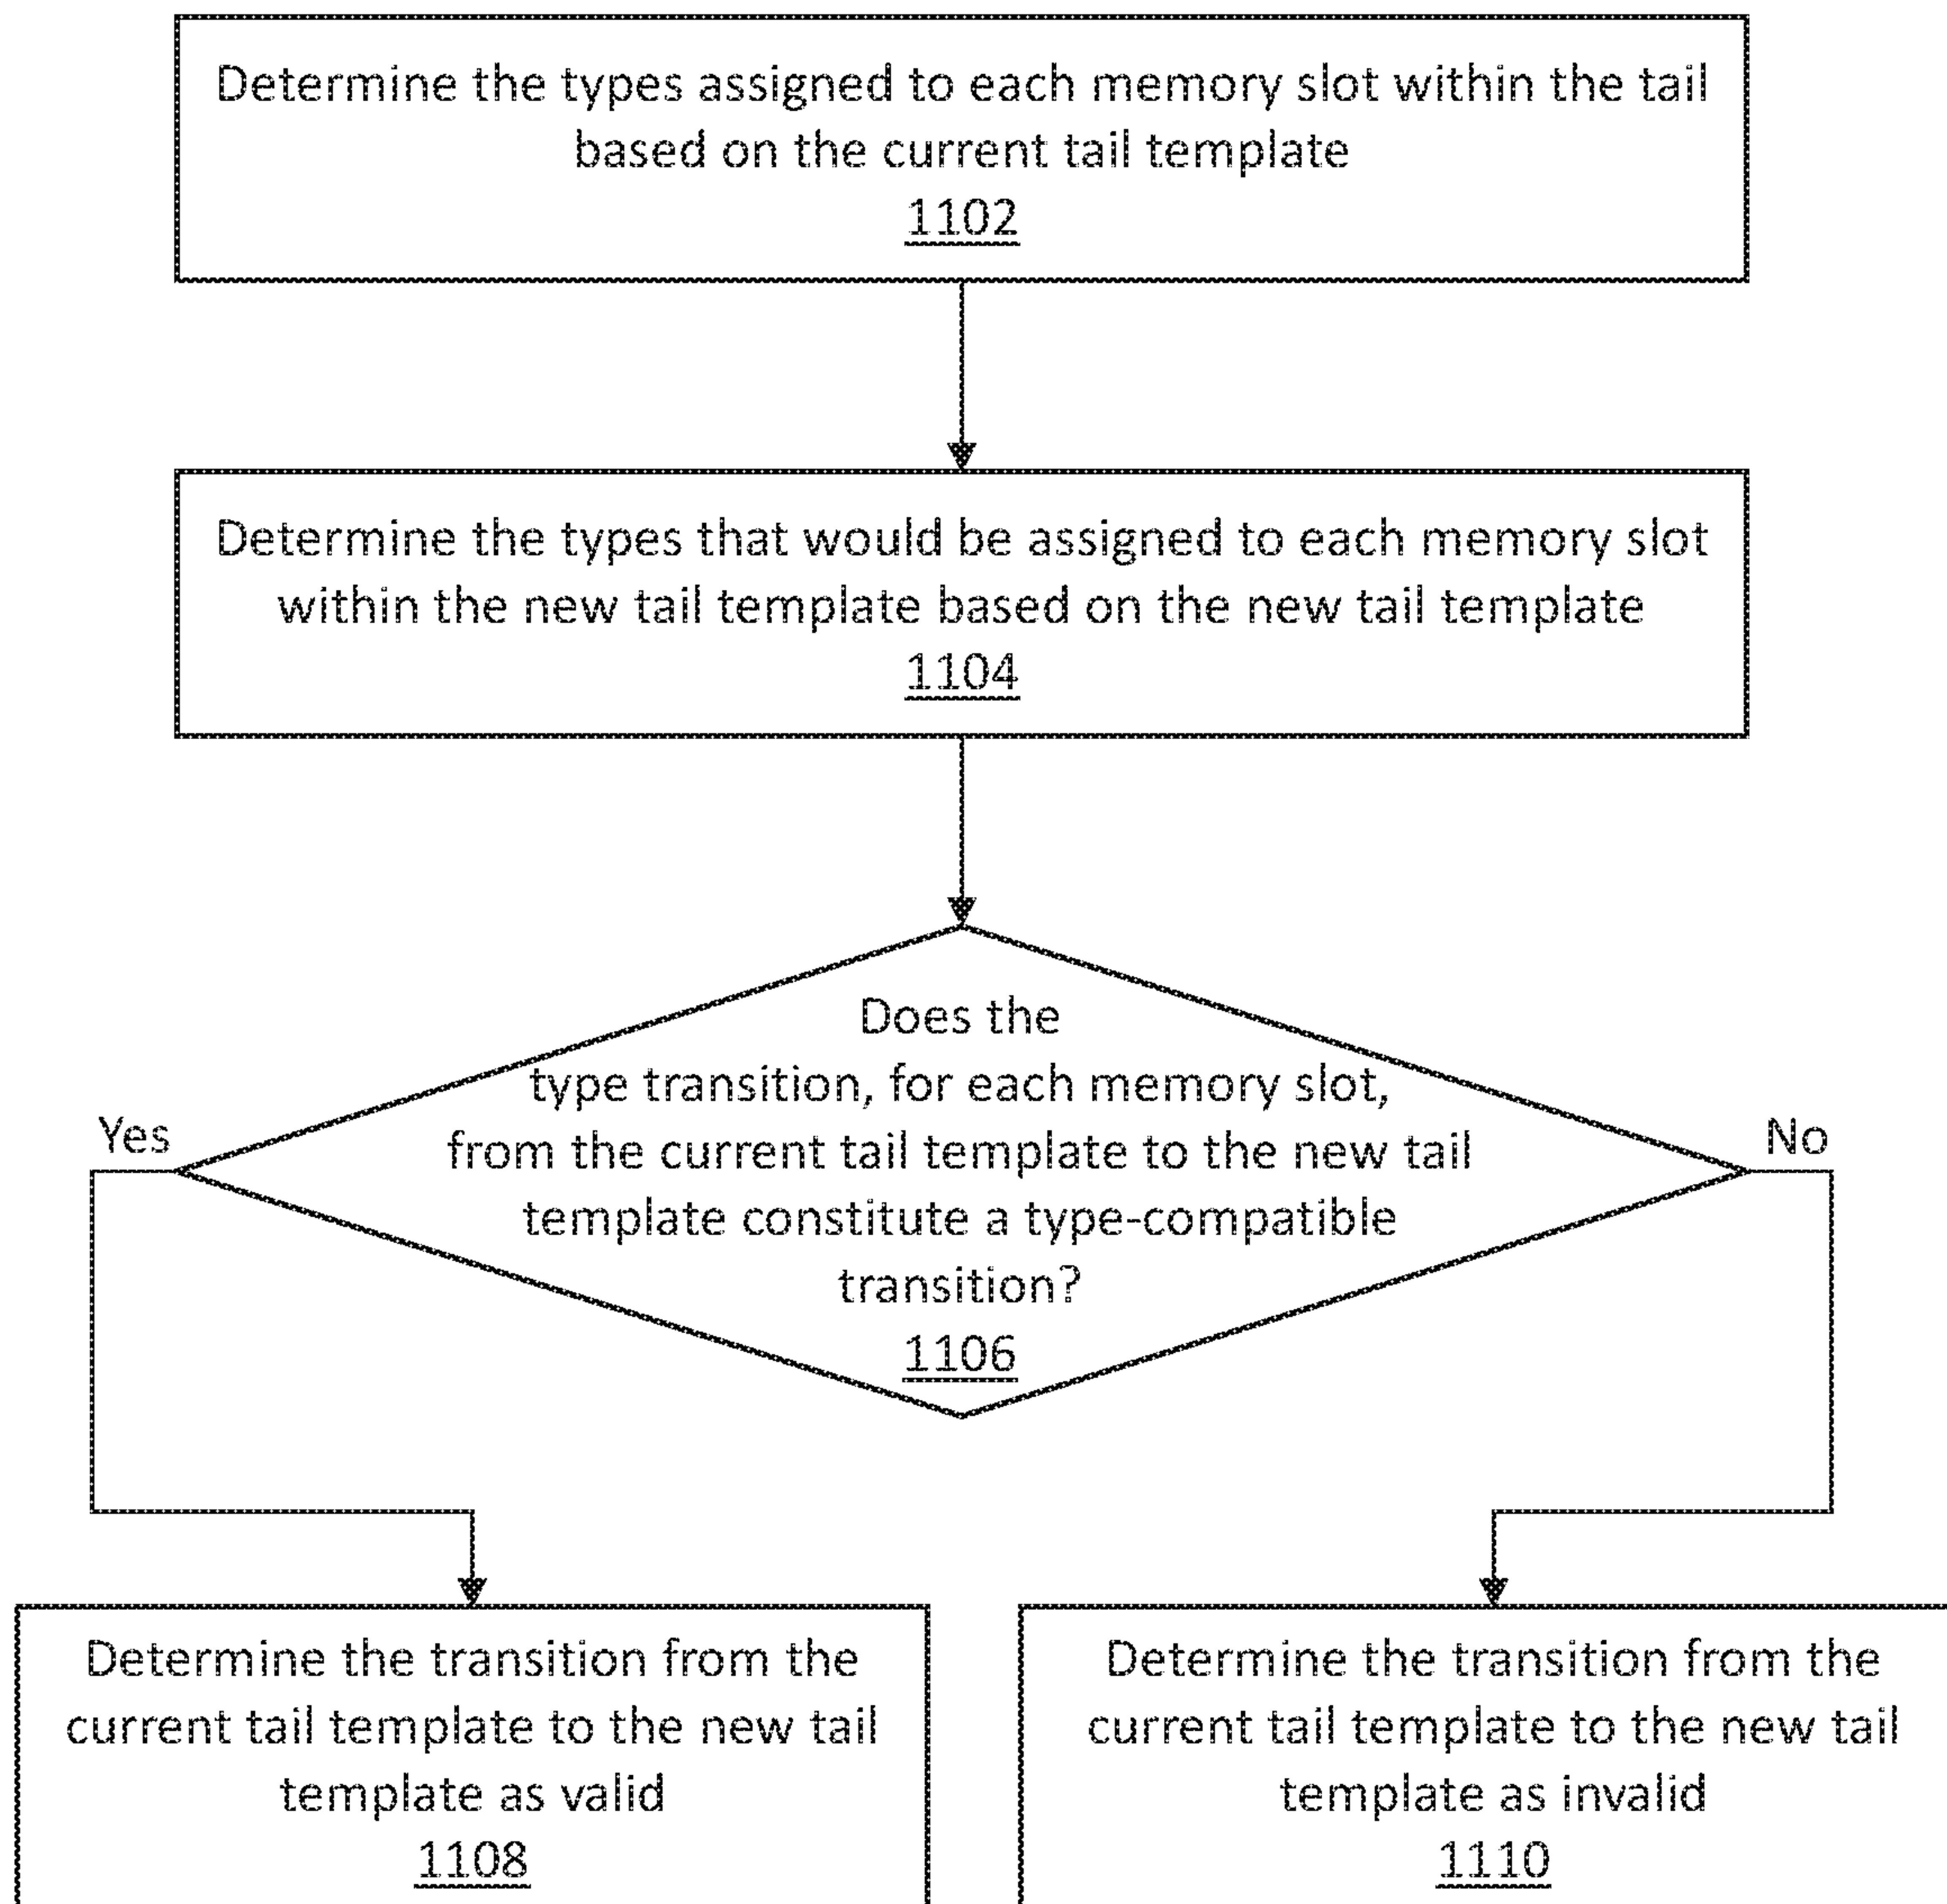 Determine the types assigned to each memory slot within the tail
based on the current tail template
1102
Determine the types that would be assigned to each memory slot
within the new tail template based on the new tail template
1104
Does the
type transition, for each memory slot,
from the current tail template to the new tail
template constitute a type-compatible
transition?
1106
Yes
No
Determine the transition from the
current tail template to the new tail
template as valid
1108
Determine the transition from the
current tail template to the new tail
template as invalid
1110